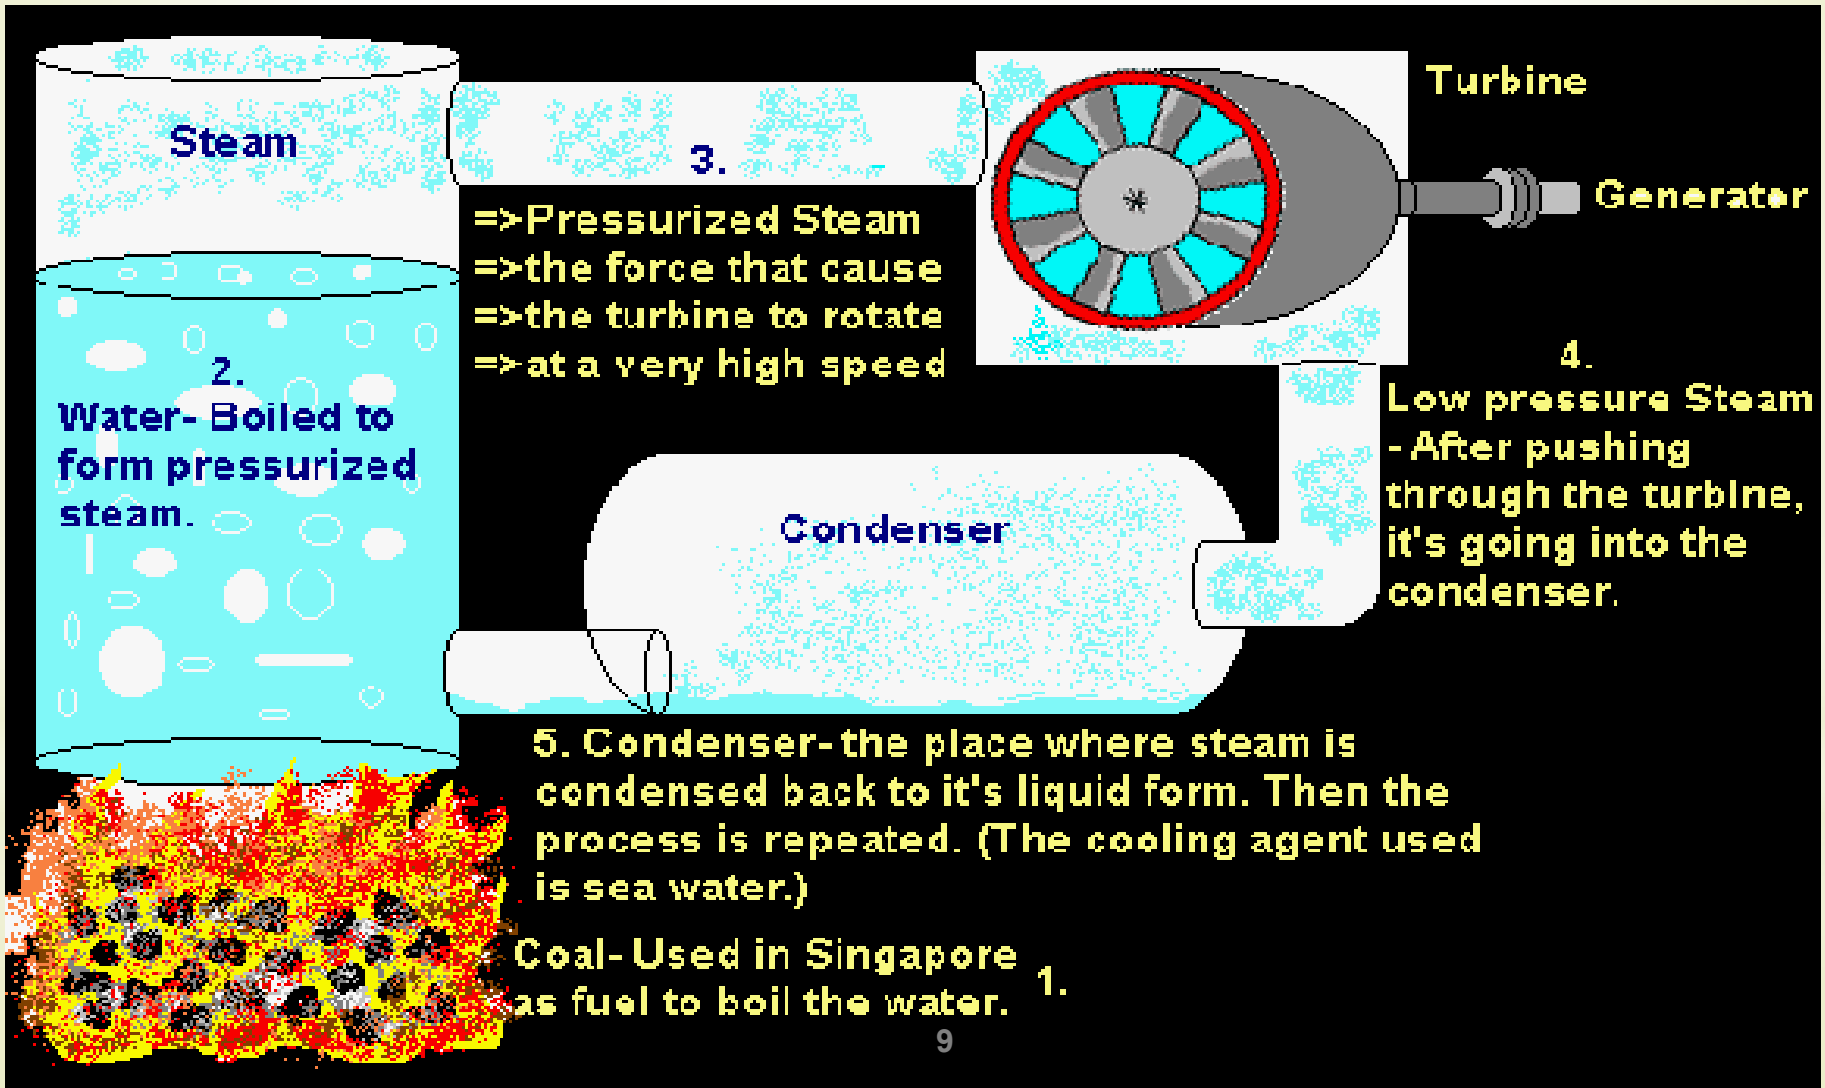 Steam
3.
Turbine
Generator
=>Pressurized Steam
=>the force that cause
=>the turbine to rotate
=>at a very high speed
2.
Water- Boiled to
form pressurized
steam.
4.
Low pressure Steam
- After pushing
through the turbine,
it's going into the
condenser.
Condenser
5. Condenser- the place where steam is
condensed back to it's liquid form. Then the
process is repeated. (The cooling agent used
is sea water.)
Coal- Used in Singapore
as fuel to boil the water.
1.
9